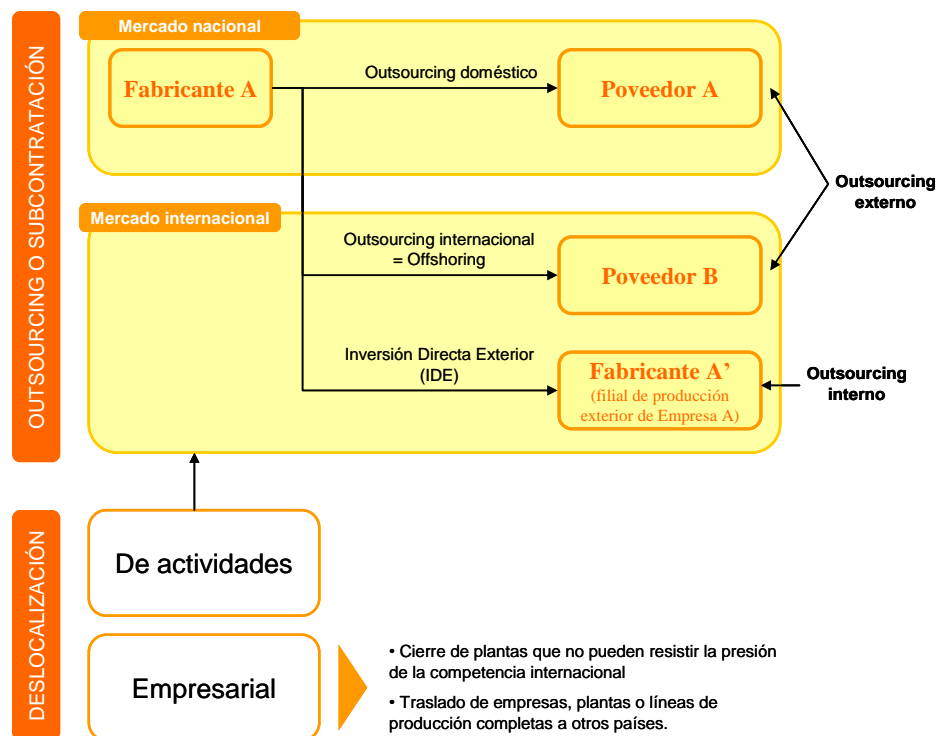 OUTSOURCING O SUBCONTRATACIÓN
Mercado nacional
Fabricante A
Outsourcing doméstico
Poveedor A
Outsourcing
externo
Mercado internacional
Outsourcing internacional
= Offshoring
Poveedor B
Inversión Directa Exterior
(IDE)
Fabricante A’
(filial de producción
exterior de Empresa A)
Outsourcing
interno
DESLOCALIZACIÓN
De actividades
Empresarial
• Cierre de plantas que no pueden resistir la presión
de la competencia internacional
• Traslado de empresas, plantas o líneas de
producción completas a otros países.